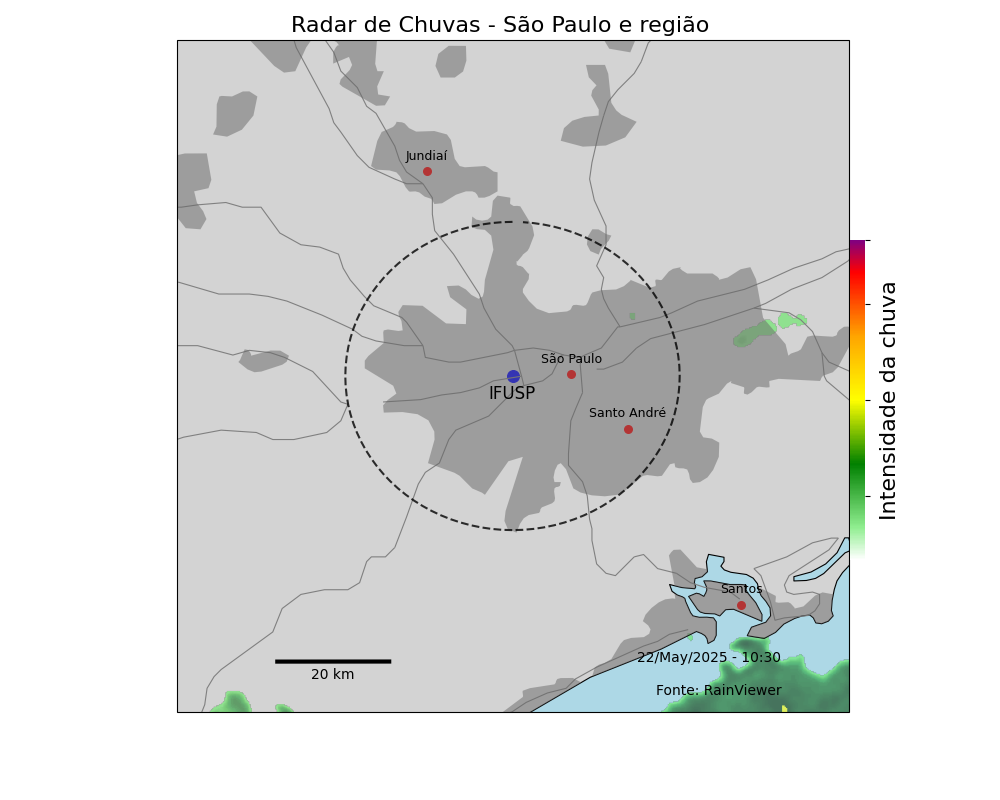 Radar de Chuvas - São Paulo e região
Jundiaí
São Paulo
IFUSP
Santo André
Intensidade da chuva
Santos
22/May/2025 - 10:30
20 km
Fonte: RainViewer